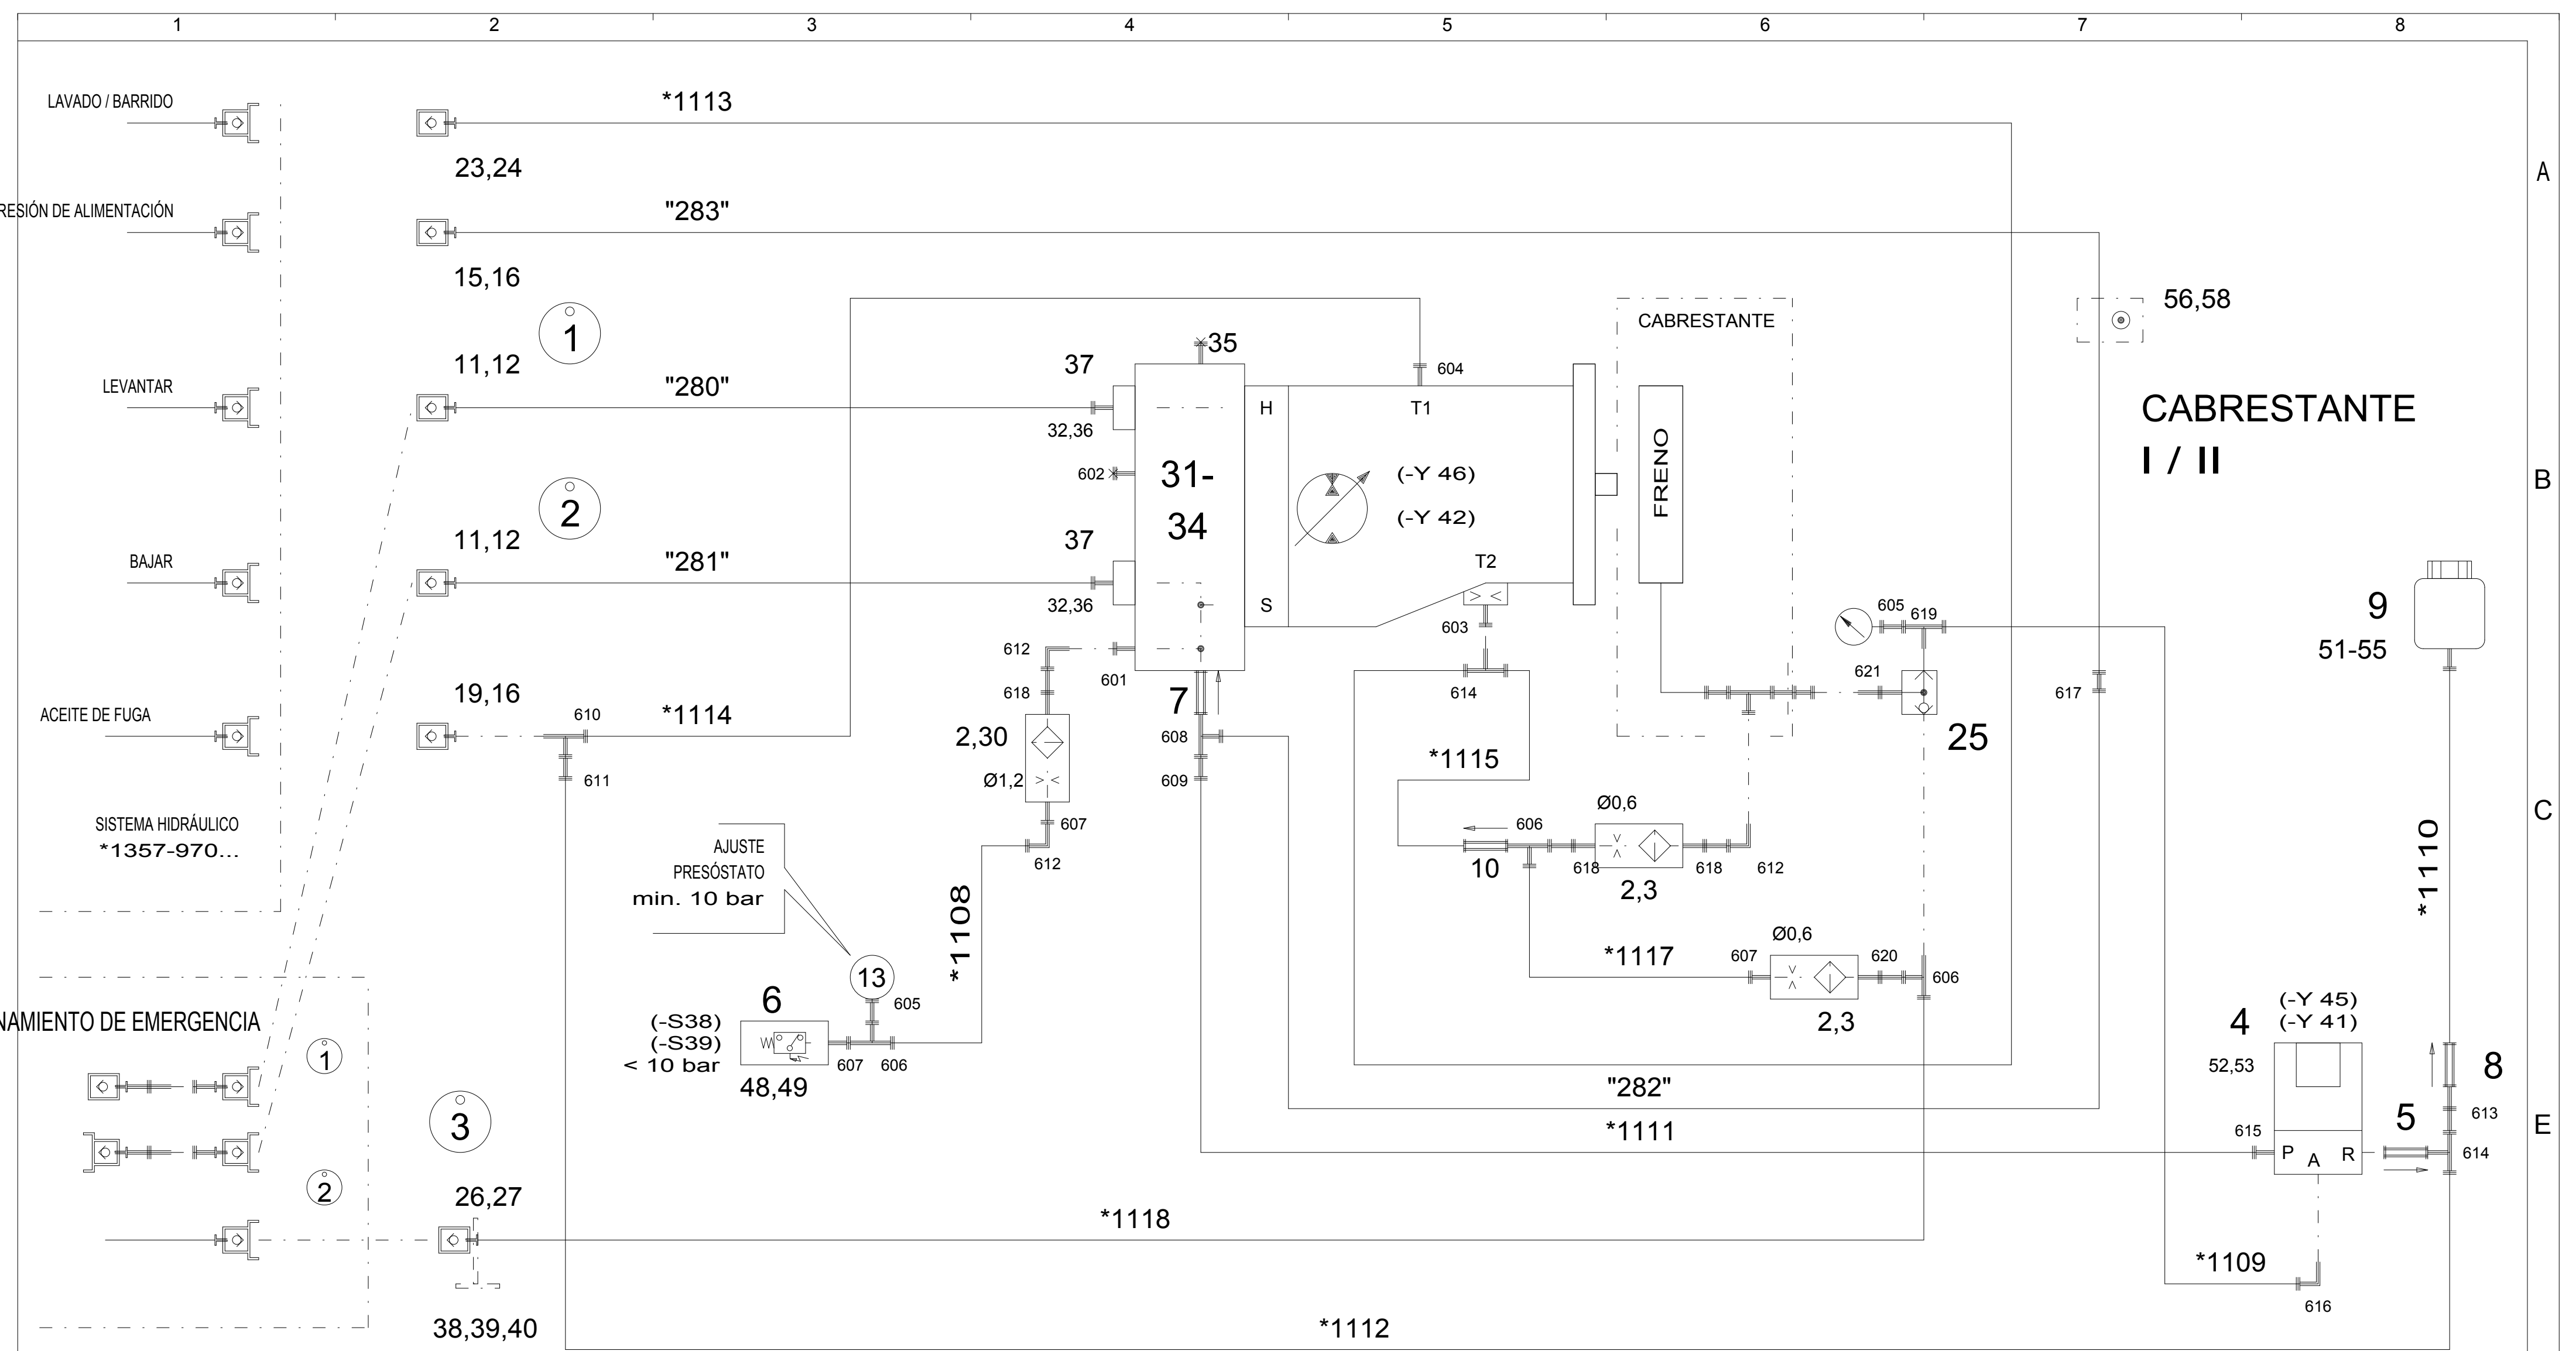 1 2 3 4 5 6 7 8
LAVADO / BARRIDO
*1113
23,24
A
RESIÓN DE ALIMENTACIÓN
"283"
15,16
56,58
1
CABRESTANTE
35
11,12
37
604
LEVANTAR
"280"
H
T1
CABRESTANTE
I / II
32,36
602
31-
34
(-Y 46)
(-Y 42)
FRENO
B
2
11,12
37
BAJAR
"281"
T2
32,36
S
603
605
619
9
51-55
612
601
621
618
614
617
19,16
7
ACEITE DE FUGA
610
*1114
2,30
608
25
611
Ø1,2
609
*1115
SISTEMA HIDRÁULICO
*1357-970...
607
612
Ø0,6
606
C
AJUSTE
PRESÓSTATO
min. 10 bar
10
618
618
612
2,3
*1108
*1110
13
*1117
607
Ø0,6
620
606
6
605
2,3
NAMIENTO DE EMERGENCIA
(-S38)
(-S39)
< 10 bar
607
606
48,49
4
(-Y 45)
(-Y 41)
52,53
1
"282"
8
3
5
613
*1111
615
P
A
R
614
E
2
26,27
*1118
*1109
616
38,39,40
*1112